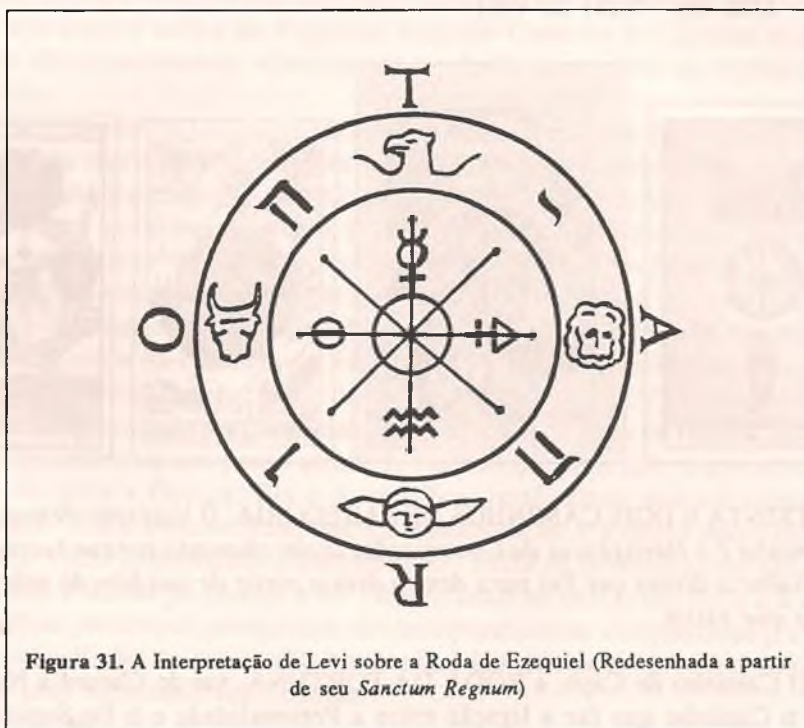 T
ה י
O A
ו ה
R
Figura 31. A Interpretação de Levi sobre a Roda de Ezequiel (Redesenhada a partir
de seu Sanctum Regnum)